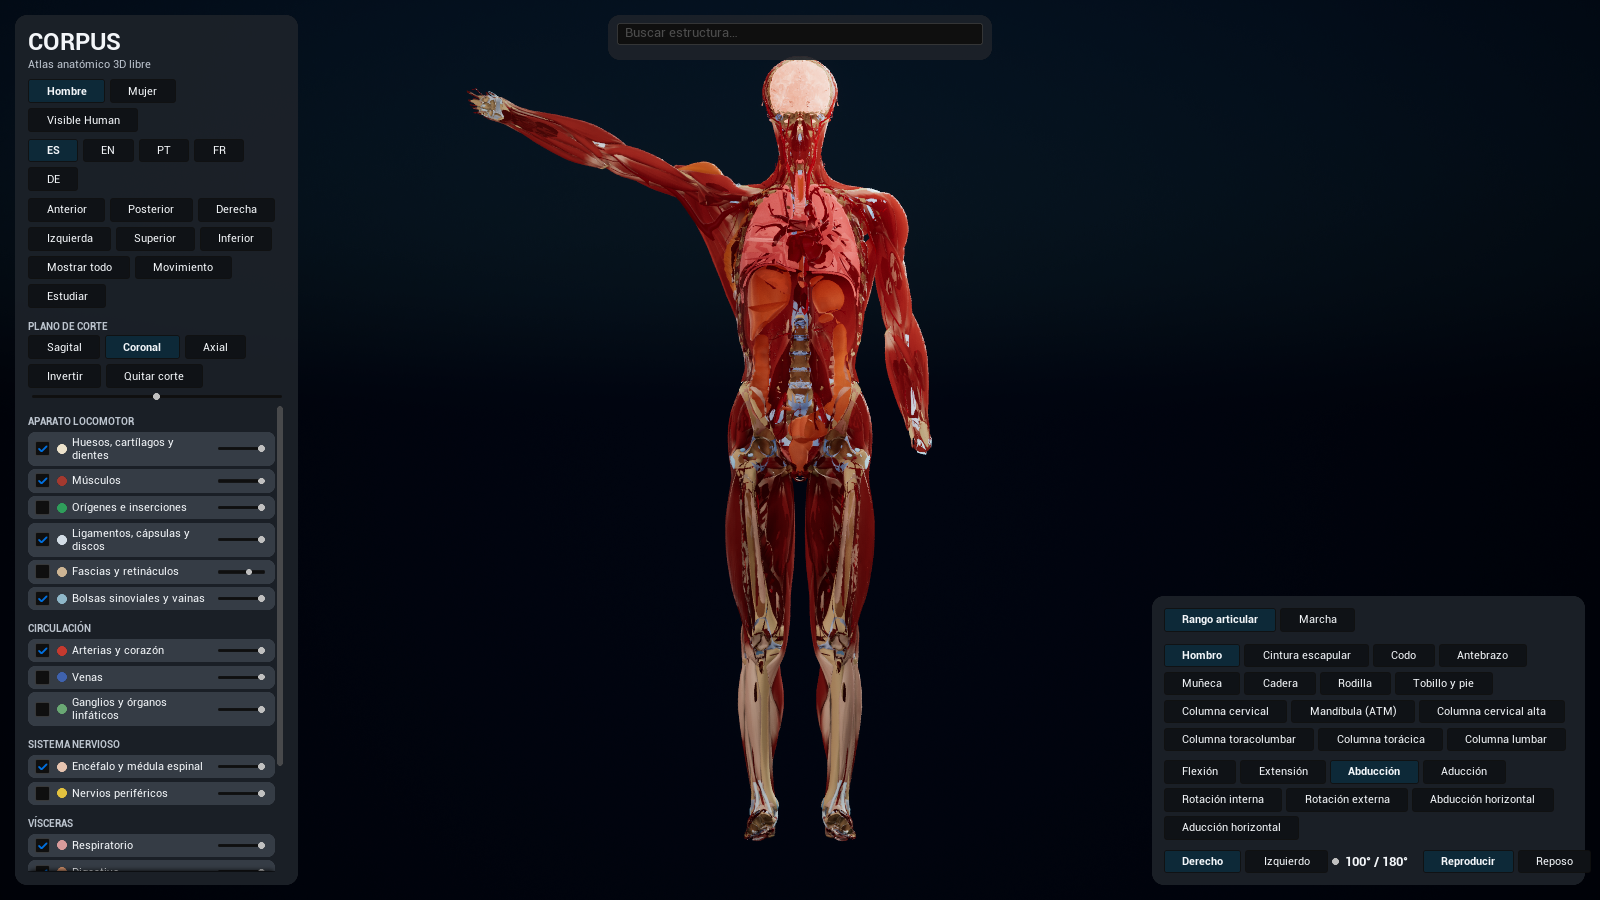 CORPUS
Atlas anatómico 3D libre
Hombre Mujer
Visible Human
ES EN PT FR
DE
Anterior Posterior Derecha
Izquierda Superior Inferior
Mostrar todo Movimiento
Estudiar
PLANO DE CORTE
Sagital Coronal Axial
Invertir Quitar corte
APARATO LOCOMOTOR
Huesos, cartílagos y
dientes
Músculos
Orígenes e inserciones
Ligamentos, cápsulas y
discos
Fascias y retináculos
Bolsas sinoviales y vainas
CIRCULACIÓN
Arterias y corazón
Venas
Ganglios y órganos
linfáticos
SISTEMA NERVIOSO
Encéfalo y médula espinal
Nervios periféricos
VÍSCERAS
Respiratorio
Digestivo
Buscar estructura...
Rango articular Marcha
Hombro Cintura escapular Codo Antebrazo
Muñeca Cadera Rodilla Tobillo y pie
Columna cervical Mandíbula (ATM) Columna cervical alta
Columna toracolumbar Columna torácica Columna lumbar
Flexión Extensión Abducción Aducción
Rotación interna Rotación externa Abducción horizontal
Aducción horizontal
Derecho Izquierdo 100° / 180° Reproducir Reposo